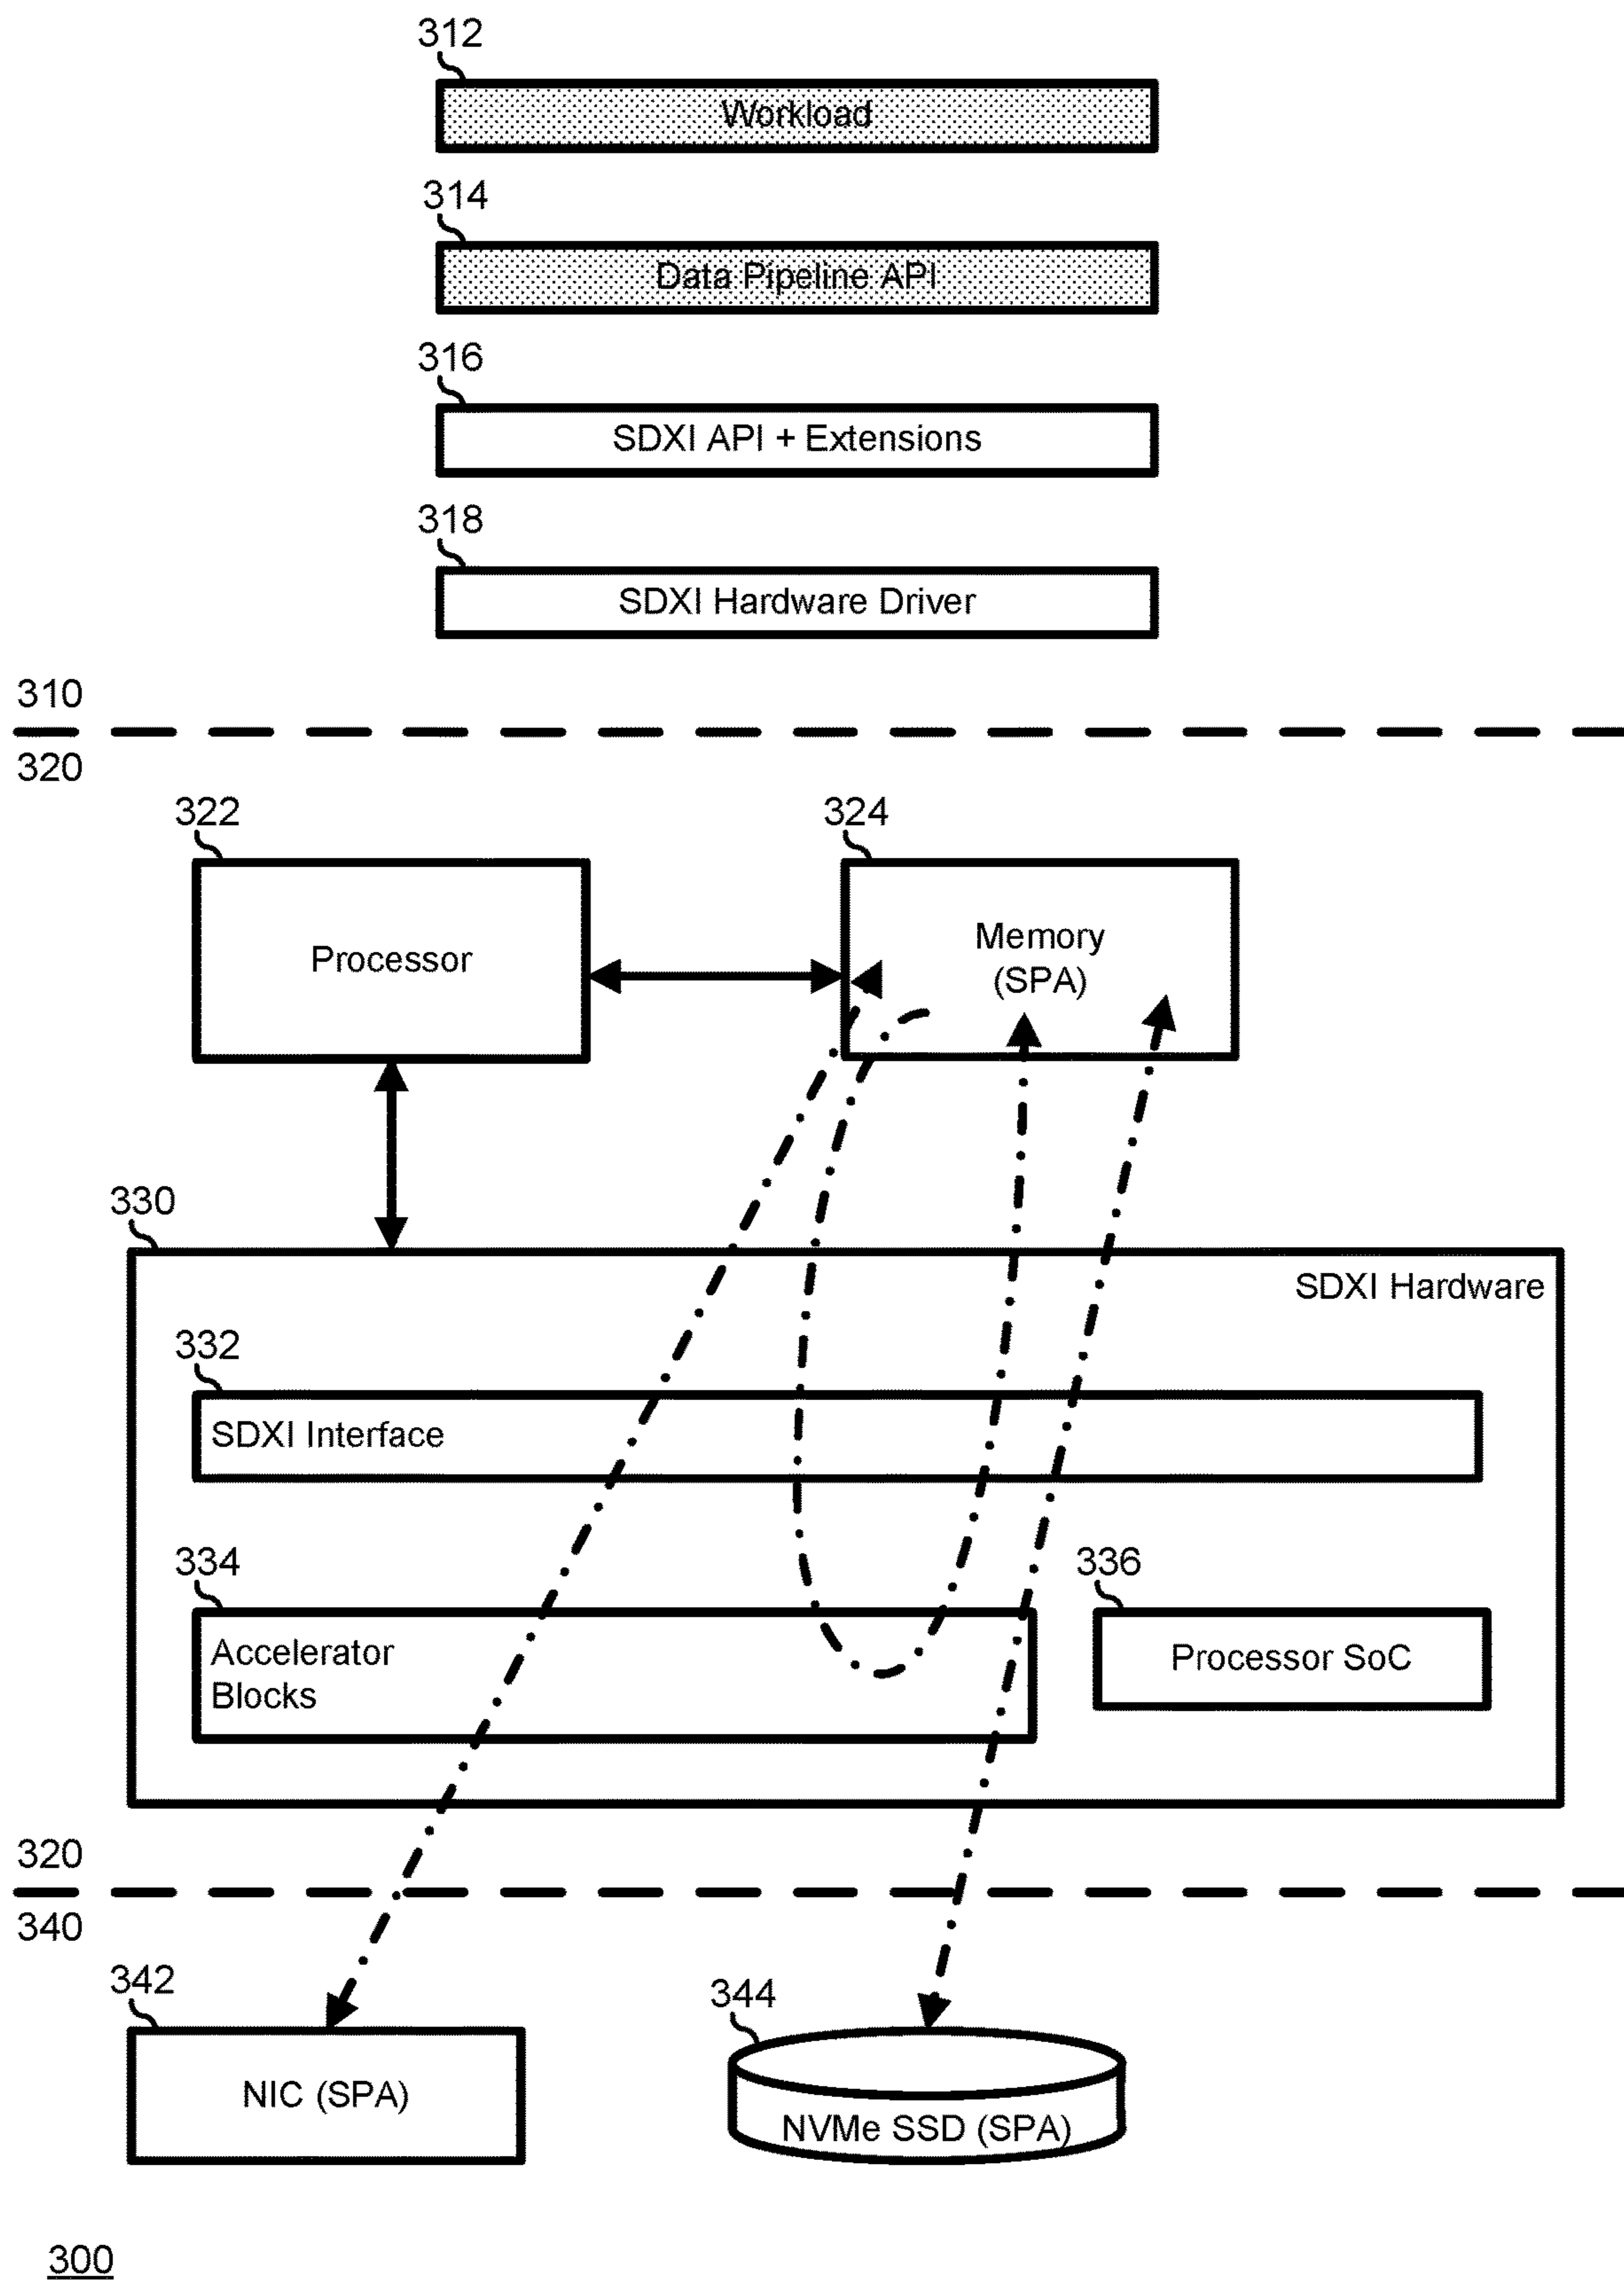 312
Workload
314
Data Pipeline API
316
SDXI API + Extensions
318
SDXI Hardware Driver
310
320
322
Processor
324
Memory
(SPA)
330
SDXI Hardware
332
SDXI Interface
334
Accelerator
Blocks
336
Processor SoC
320
340
342
NIC (SPA)
344
NVMe SSD (SPA)
300